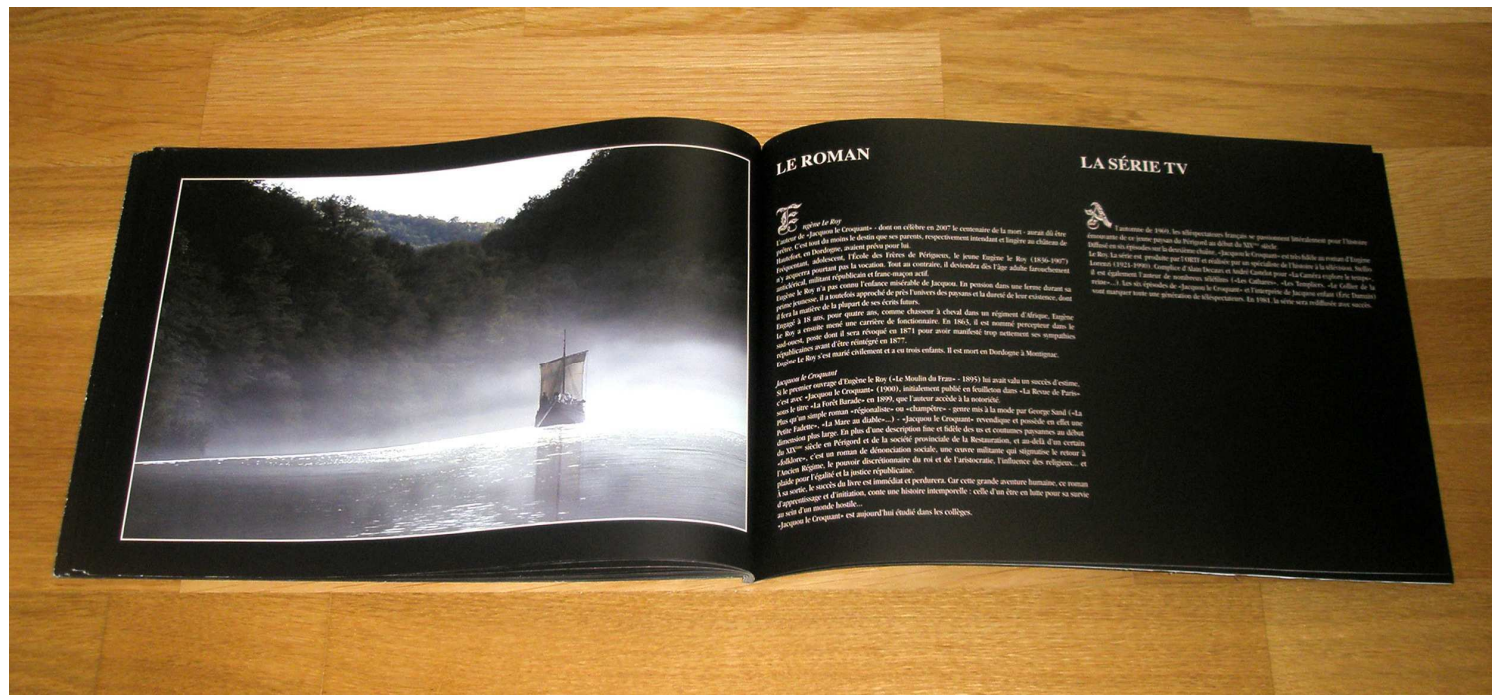 LE ROMAN
Eugène Le Roy
L'auteur de «Jacquou le Croquant» - dont on célèbre en 2007 le centenaire de la mort - aurait dû être
prêtre. C'est tout du moins le destin que ses parents, respectivement intendant et lingère au château de
Hautefort, en Dordogne, avaient prévu pour lui.
Fréquentant, adolescent, l'École des Frères de Périgueux, le jeune Eugène le Roy (1836-1907)
n'y acquerra pourtant pas la vocation. Tout au contraire, il deviendra dès l'âge adulte farouchement
anticlérical, militant républicain et franc-maçon actif.
Eugène le Roy n'a pas connu l'enfance misérable de Jacquou. En pension dans une ferme durant sa
prime jeunesse, il a toutefois approché de près l'univers des paysans et la dureté de leur existence, dont
il fera la matière de la plupart de ses écrits futurs.
Engagé à 18 ans, pour quatre ans, comme chasseur à cheval dans un régiment d'Afrique, Eugène
Le Roy a ensuite mené une carrière de fonctionnaire. En 1863, il est nommé percepteur dans le
sud-ouest, poste dont il sera révoqué en 1871 pour avoir manifesté trop nettement ses sympathies
républicaines avant d'être réintégré en 1877.
Eugène Le Roy s'est marié civilement et a eu trois enfants. Il est mort en Dordogne à Montignac.
Jacquou le Croquant
Si le premier ouvrage d'Eugène le Roy («Le Moulin du Frau» - 1895) lui avait valu un succès d'estime,
c'est avec «Jacquou le Croquant» (1900), initialement publié en feuilleton dans «La Revue de Paris»
sous le titre «La Forêt Barade» en 1899, que l'auteur accède à la notoriété.
Plus qu'un simple roman «régionaliste» ou «champêtre» - genre mis à la mode par George Sand («La
Petite Fadette», «La Mare au diable»...) - «Jacquou le Croquant» revendique et possède en effet une
dimension plus large. En plus d'une description fine et fidèle des us et coutumes paysannes au début
du XIXème siècle en Périgord et de la société provinciale de la Restauration, et au-delà d'un certain
«folklore», c'est un roman de dénonciation sociale, une œuvre militante qui stigmatise le retour à
l'Ancien Régime, le pouvoir discrétionnaire du roi et de l'aristocratie, l'influence des religieux... et
plaide pour l'égalité et la justice républicaine.
À sa sortie, le succès du livre est immédiat et perdurera. Car cette grande aventure humaine, ce roman
d'apprentissage et d'initiation, conte une histoire intemporelle : celle d'un être en lutte pour sa survie
au sein d'un monde hostile...
«Jacquou le Croquant» est aujourd'hui étudié dans les collèges.
LA SÉRIE TV
A l'automne de 1969, les téléspectateurs français se passionnent littéralement pour l'histoire
émouvante de ce jeune paysan du Périgord au début du XIXème siècle.
Diffusé en six épisodes sur la deuxième chaîne, «Jacquou le Croquant» est très fidèle au roman d'Eugène
Le Roy. La série est produite par l'ORTF et réalisée par un spécialiste de l'histoire à la télévision, Stellio
Lorenzi (1921-1990). Complice d'Alain Decaux et André Castelot pour «La Caméra explore le temps»
il est également l'auteur de nombreux téléfilms («Les Cathares», «Les Templiers, «Le Collier de la
reine»...). Les six épisodes de «Jacquou le Croquant» et l'interprète de Jacquou enfant (Éric Damain)
vont marquer toute une génération de téléspectateurs. En 1981, la série sera rediffusée avec succès.